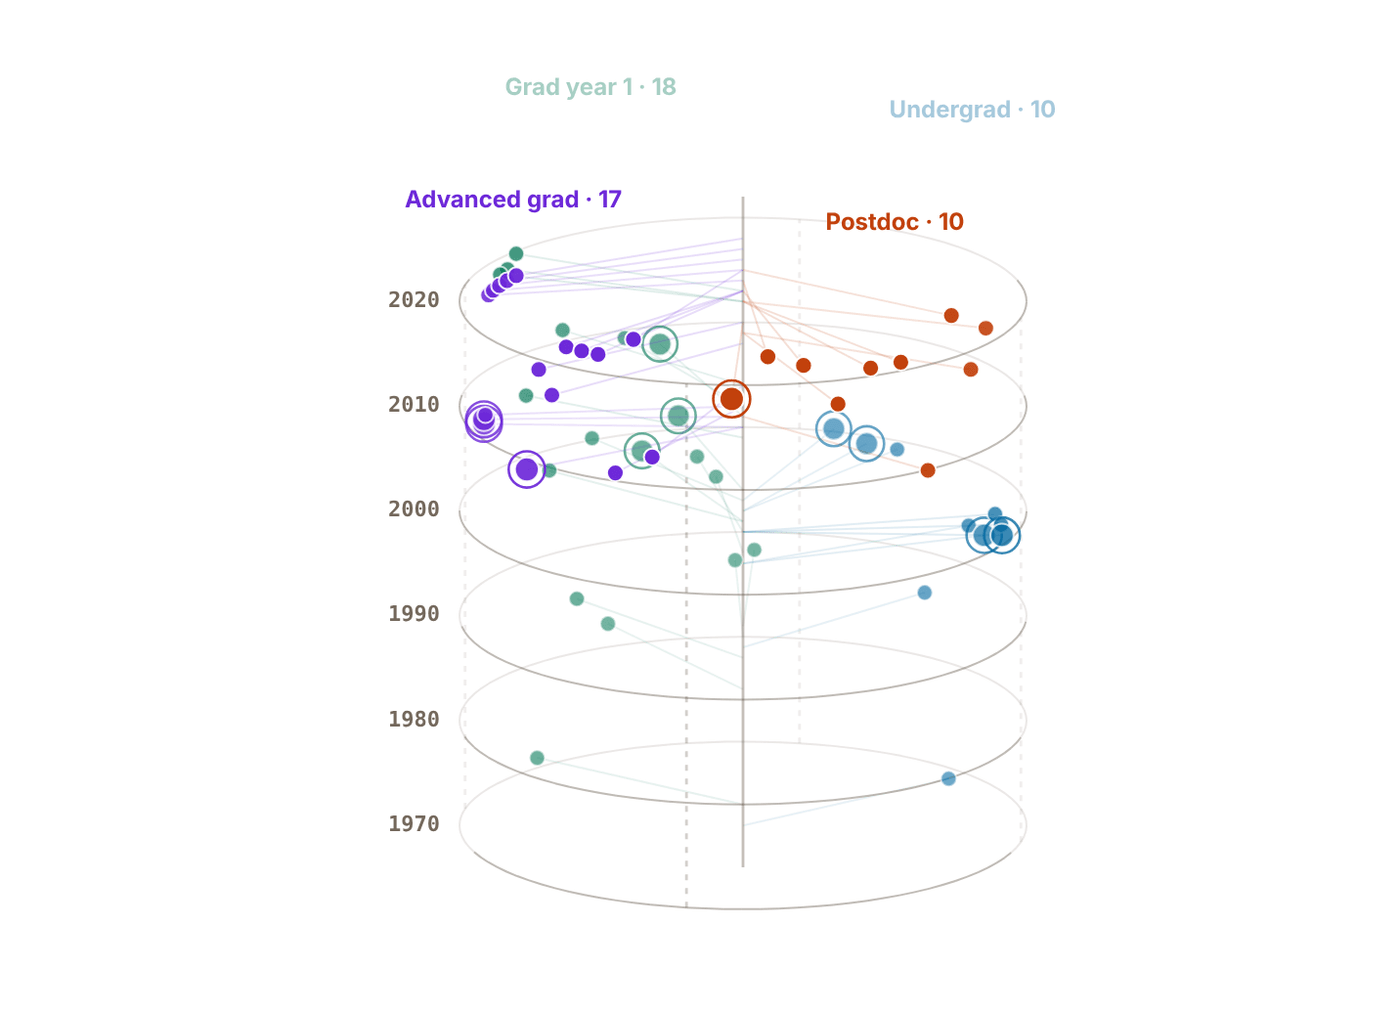 Grad year 1 · 18
Undergrad · 10
Advanced grad · 17
Postdoc · 10
2020
2010
2000
1990
1980
1970